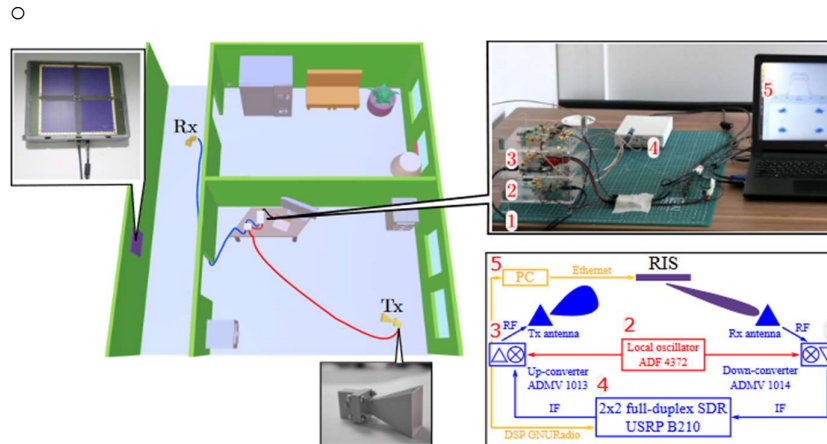 Rx
Tx
5
3
4
2
1
5
RIS
PC
Ethernet
3
RF
Tx antenna
2
Rx antenna
RF
Local oscillator
ADF 4372
Up-converter
ADMV 1013
Down-converter
ADMV 1014
4
IF
2x2 full-duplex SDR
USRP B210
IF
DSP GNURadio